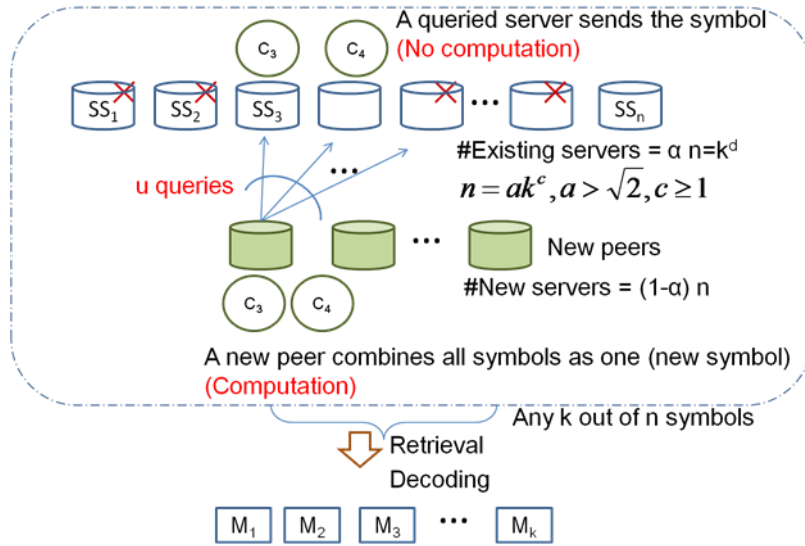 A queried server sends the symbol
C₃ C₄ (No computation)
SS₁ SS₂ SS₃ ... SSₙ
#Existing servers = α n=kᵈ
...
u queries
n = akᶜ, a > √2, c ≥ 1
... New peers
#New servers = (1-α) n
C₃ C₄
A new peer combines all symbols as one (new symbol)
(Computation)
Any k out of n symbols
Retrieval
Decoding
M₁ M₂ M₃ ... Mₖ